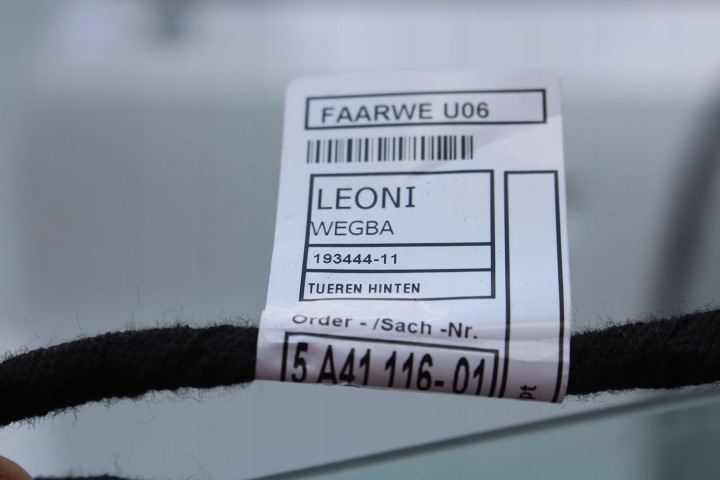 FAARWE U06
LEONI
WEGBA
193444-11
TUEREN HINTEN
Order - /Sach -Nr.
5 A41 116-01